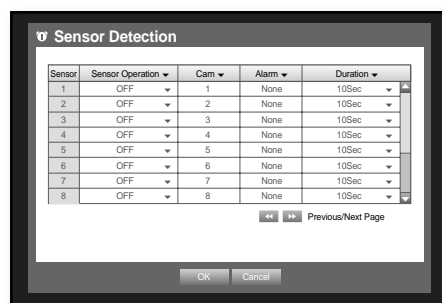 Sensor Detection
Sensor Sensor Operation Cam Alarm Duration
1 OFF 1 None 10Sec
2 OFF 2 None 10Sec
3 OFF 3 None 10Sec
4 OFF 4 None 10Sec
5 OFF 5 None 10Sec
6 OFF 6 None 10Sec
7 OFF 7 None 10Sec
8 OFF 8 None 10Sec
Previous/Next Page
OK Cancel